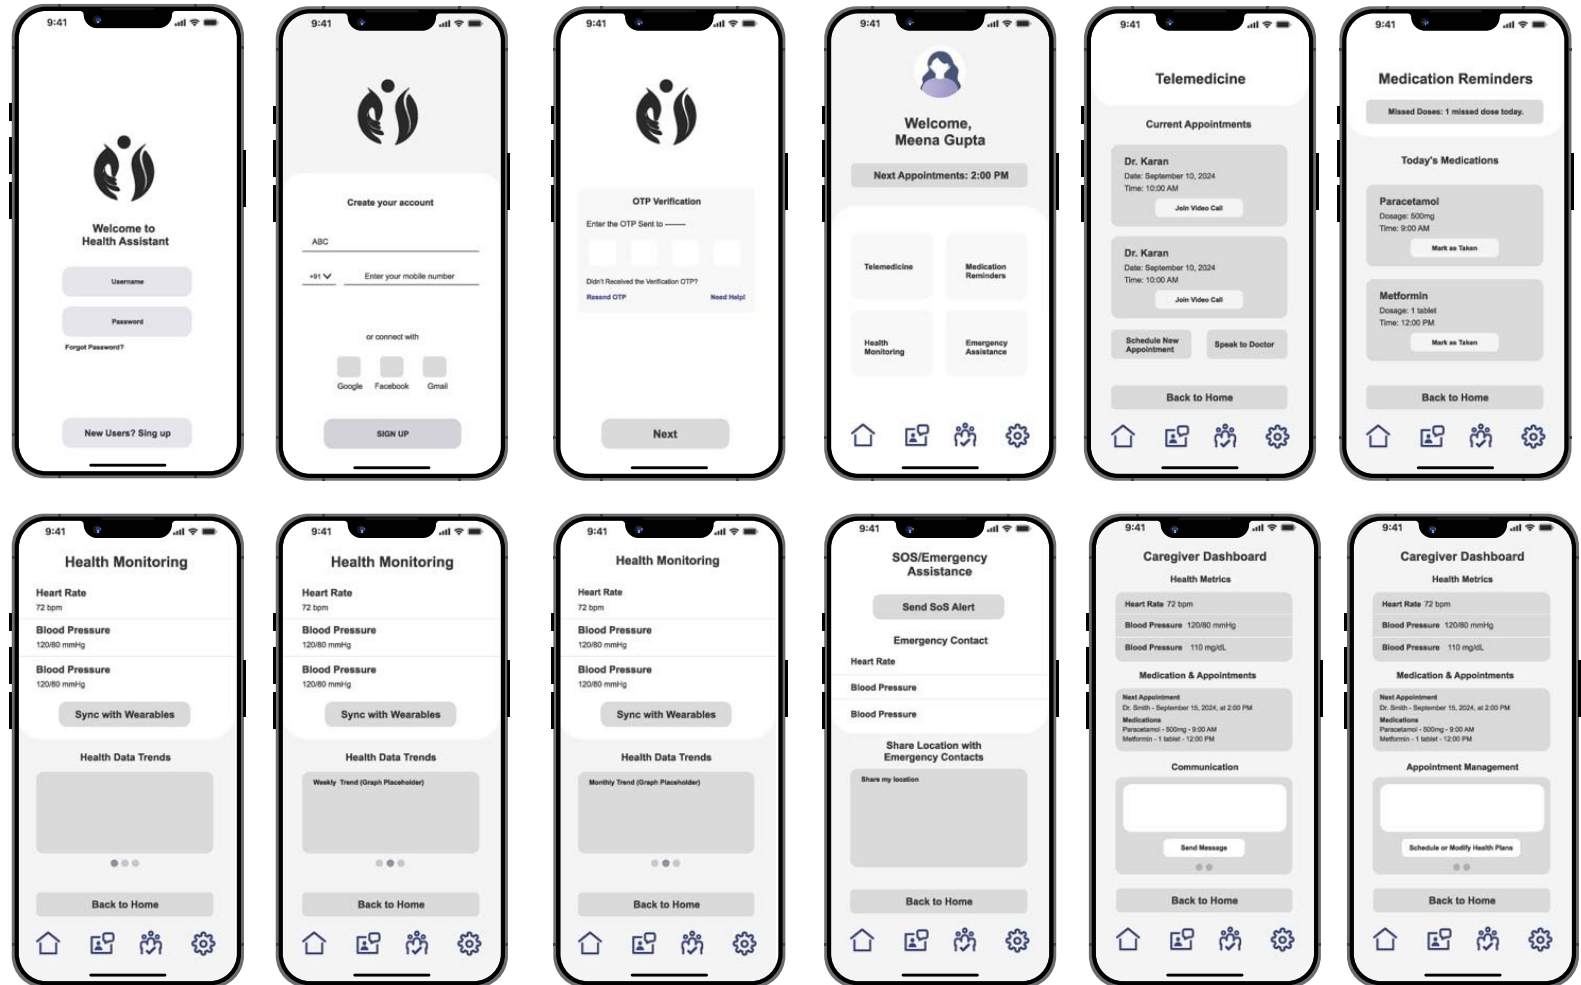 9:41
Welcome to
Health Assistant
Username
Password
Forgot Password?
New Users? Sing up
9:41
Create your account
ABC
+91
Enter your mobile number
or connect with
Google
Facebook
Gmail
SIGN UP
9:41
OTP Verification
Enter the OTP Sent to ———
Didn't Received the Verification OTP?
Resend OTP
Need Help!
Next
9:41
Welcome,
Meena Gupta
Next Appointments: 2:00 PM
Telemedicine
Medication
Reminders
Health
Monitoring
Emergency
Assistance
9:41
Telemedicine
Current Appointments
Dr. Karan
Date: September 10, 2024
Time: 10:00 AM
Join Video Call
Dr. Karan
Date: September 10, 2024
Time: 10:00 AM
Join Video Call
Schedule New
Appointment
Speak to Doctor
Back to Home
9:41
Medication Reminders
Missed Doses: 1 missed dose today.
Today's Medications
Paracetamol
Dosage: 500mg
Time: 9:00 AM
Mark as Taken
Metformin
Dosage: 1 tablet
Time: 12:00 PM
Mark as Taken
Back to Home
9:41
Health Monitoring
Heart Rate
72 bpm
Blood Pressure
120/80 mmHg
Blood Pressure
120/80 mmHg
Sync with Wearables
Health Data Trends
Back to Home
9:41
Health Monitoring
Heart Rate
72 bpm
Blood Pressure
120/80 mmHg
Blood Pressure
120/80 mmHg
Sync with Wearables
Health Data Trends
Weekly Trend (Graph Placeholder)
Back to Home
9:41
Health Monitoring
Heart Rate
72 bpm
Blood Pressure
120/80 mmHg
Blood Pressure
120/80 mmHg
Sync with Wearables
Health Data Trends
Monthly Trend (Graph Placeholder)
Back to Home
9:41
SOS/Emergency
Assistance
Send SoS Alert
Emergency Contact
Heart Rate
Blood Pressure
Blood Pressure
Share Location with
Emergency Contacts
Share my location
Back to Home
9:41
Caregiver Dashboard
Health Metrics
Heart Rate 72 bpm
Blood Pressure 120/80 mmHg
Blood Pressure 110 mg/dL
Medication & Appointments
Next Appointment
Dr. Smith - September 15, 2024, at 2:00 PM
Medications
Paracetamol - 500mg - 9:00 AM
Metformin - 1 tablet - 12:00 PM
Communication
Send Message
Back to Home
9:41
Caregiver Dashboard
Health Metrics
Heart Rate 72 bpm
Blood Pressure 120/80 mmHg
Blood Pressure 110 mg/dL
Medication & Appointments
Next Appointment
Dr. Smith - September 15, 2024, at 2:00 PM
Medications
Paracetamol - 500mg - 9:00 AM
Metformin - 1 tablet - 12:00 PM
Appointment Management
Schedule or Modify Health Plans
Back to Home